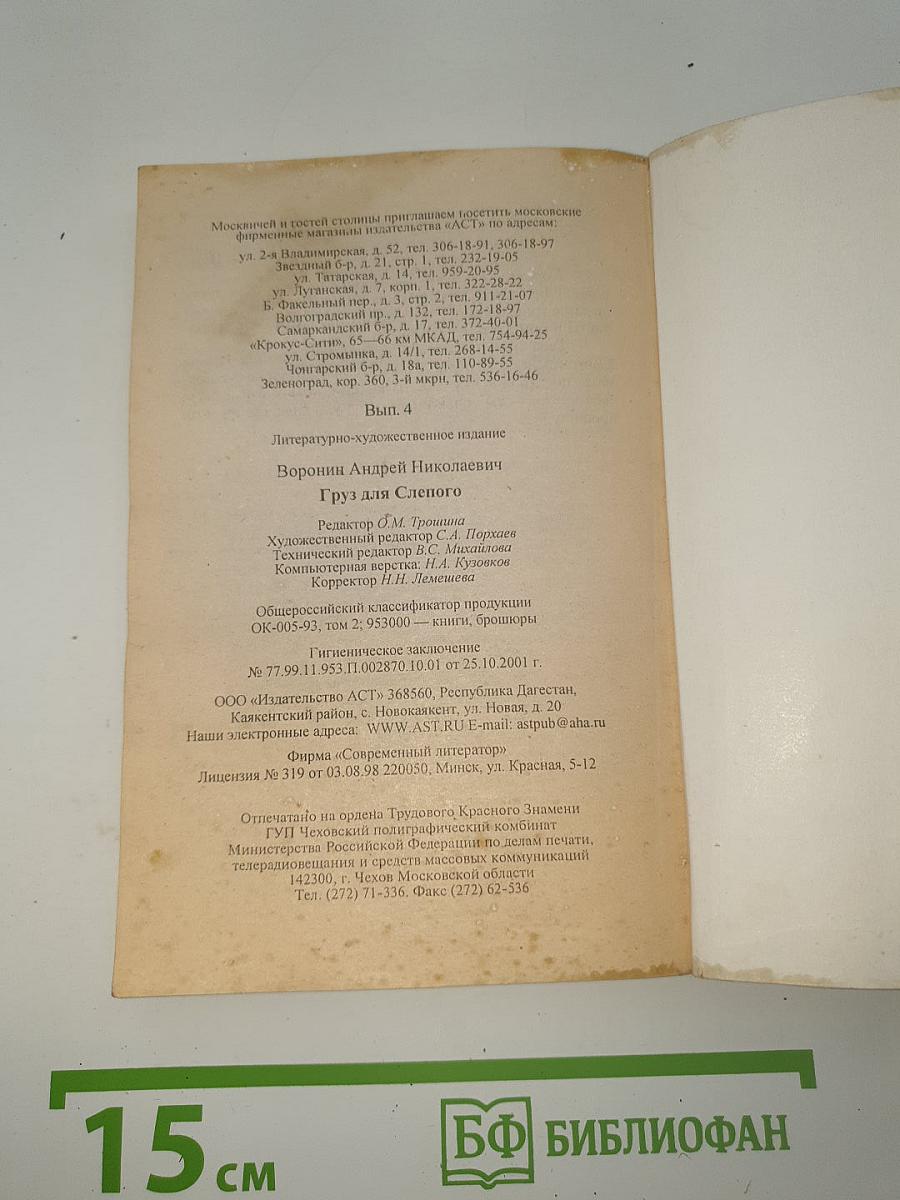 Москвичей и гостей столицы приглашаем посетить московские
фирменные магазины издательства «АСТ» по адресам:
ул. 2-я Владимирская, д. 52, тел. 306-18-91, 306-18-97
Звездный б-р, д. 21, стр. 1, тел. 232-19-05
ул. Татарская, д. 14, тел. 959-20-95
ул. Луганская, д. 7, корп. 1, тел. 322-28-22
Б. Факельный пер., д. 3, стр. 2, тел. 911-21-07
Волгоградский пр., д. 132, тел. 172-18-97
Самаркандский б-р, д. 17, тел. 372-40-01
«Крокус-Сити», 65—66 км МКАД, тел. 754-94-25
ул. Стромынка, д. 14/1, тел. 268-14-55
Чонгарский б-р, д. 18а, тел. 110-89-55
Зеленоград, кор. 360, 3-й мкрн, тел. 536-16-46
Вып. 4
Литературно-художественное издание
Воронин Андрей Николаевич
Груз для Слепого
Редактор О.М. Трошина
Художественный редактор С.А. Порхаев
Технический редактор В.С. Михайлова
Компьютерная верстка: Н.А. Кузовков
Корректор Н.Н. Лемешева
Общероссийский классификатор продукции
ОК-005-93, том 2; 953000 — книги, брошюры
Гигиеническое заключение
№ 77.99.11.953.П.002870.10.01 от 25.10.2001 г.
ООО «Издательство АСТ» 368560, Республика Дагестан,
Каякентский район, с. Новокаякент, ул. Новая, д. 20
Наши электронные адреса: WWW.AST.RU E-mail: astpub@aha.ru
Фирма «Современный литератор»
Лицензия № 319 от 03.08.98 220050, Минск, ул. Красная, 5-12
Отпечатано на ордена Трудового Красного Знамени
ГУП Чеховский полиграфический комбинат
Министерства Российской Федерации по делам печати,
телерадиовещания и средств массовых коммуникаций
142300, г. Чехов Московской области
Тел. (272) 71-336. Факс (272) 62-536
15 см
БФ БИБЛИОФАН